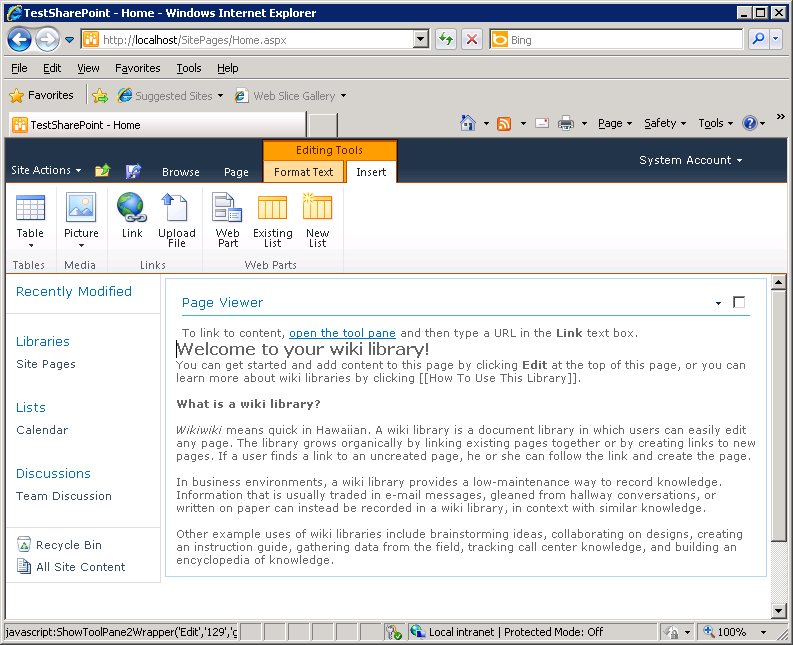 TestSharePoint - Home - Windows Internet Explorer
http://localhost/SitePages/Home.aspx
Bing
File Edit View Favorites Tools Help
Favorites Suggested Sites Web Slice Gallery
TestSharePoint - Home
Page Safety Tools
Editing Tools
System Account
Site Actions Browse Page Format Text Insert
Table Picture Link Upload File Web Part Existing List New List
Tables Media Links Web Parts
Recently Modified
Libraries
Site Pages
Lists
Calendar
Discussions
Team Discussion
Recycle Bin
All Site Content
Page Viewer
To link to content, open the tool pane and then type a URL in the Link text box.
Welcome to your wiki library!
You can get started and add content to this page by clicking Edit at the top of this page, or you can
learn more about wiki libraries by clicking [[How To Use This Library]].
What is a wiki library?
Wikiwiki means quick in Hawaiian. A wiki library is a document library in which users can easily edit
any page. The library grows organically by linking existing pages together or by creating links to new
pages. If a user finds a link to an uncreated page, he or she can follow the link and create the page.
In business environments, a wiki library provides a low-maintenance way to record knowledge.
Information that is usually traded in e-mail messages, gleaned from hallway conversations, or
written on paper can instead be recorded in a wiki library, in context with similar knowledge.
Other example uses of wiki libraries include brainstorming ideas, collaborating on designs, creating
an instruction guide, gathering data from the field, tracking call center knowledge, and building an
encyclopedia of knowledge.
javascript:ShowToolPane2Wrapper('Edit','129','g Local intranet | Protected Mode: Off 100%